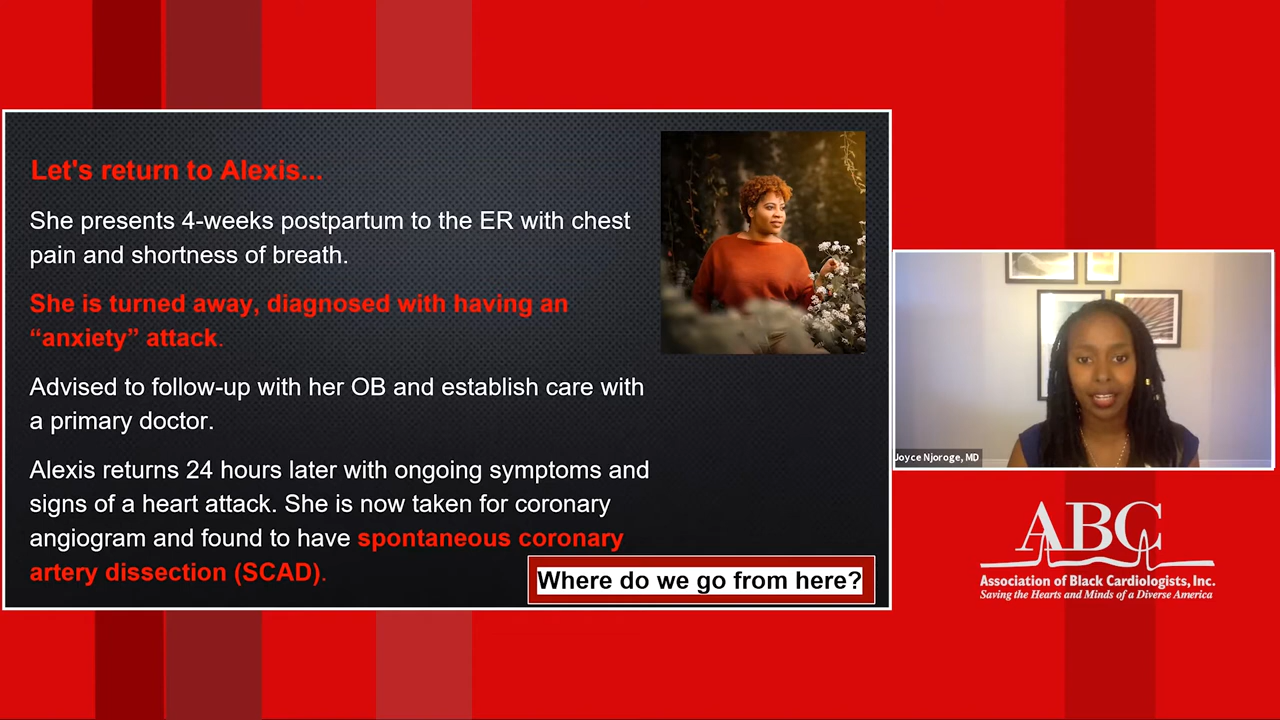 Let's return to Alexis...
She presents 4-weeks postpartum to the ER with chest
pain and shortness of breath.
She is turned away, diagnosed with having an
“anxiety” attack.
Advised to follow-up with her OB and establish care with
a primary doctor.
Alexis returns 24 hours later with ongoing symptoms and
signs of a heart attack. She is now taken for coronary
angiogram and found to have spontaneous coronary
artery dissection (SCAD).
Where do we go from here?
Joyce Njoroge, MD
ABC
Association of Black Cardiologists, Inc.
Saving the Hearts and Minds of a Diverse America